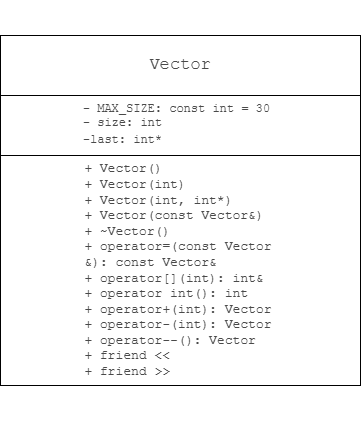 Vector
- MAX_SIZE: const int = 30
- size: int
-last: int*
+ Vector()
+ Vector(int)
+ Vector(int, int*)
+ Vector(const Vector&)
+ ~Vector()
+ operator=(const Vector
&): const Vector&
+ operator[](int): int&
+ operator int(): int
+ operator+(int): Vector
+ operator-(int): Vector
+ operator--(): Vector
+ friend <<
+ friend >>